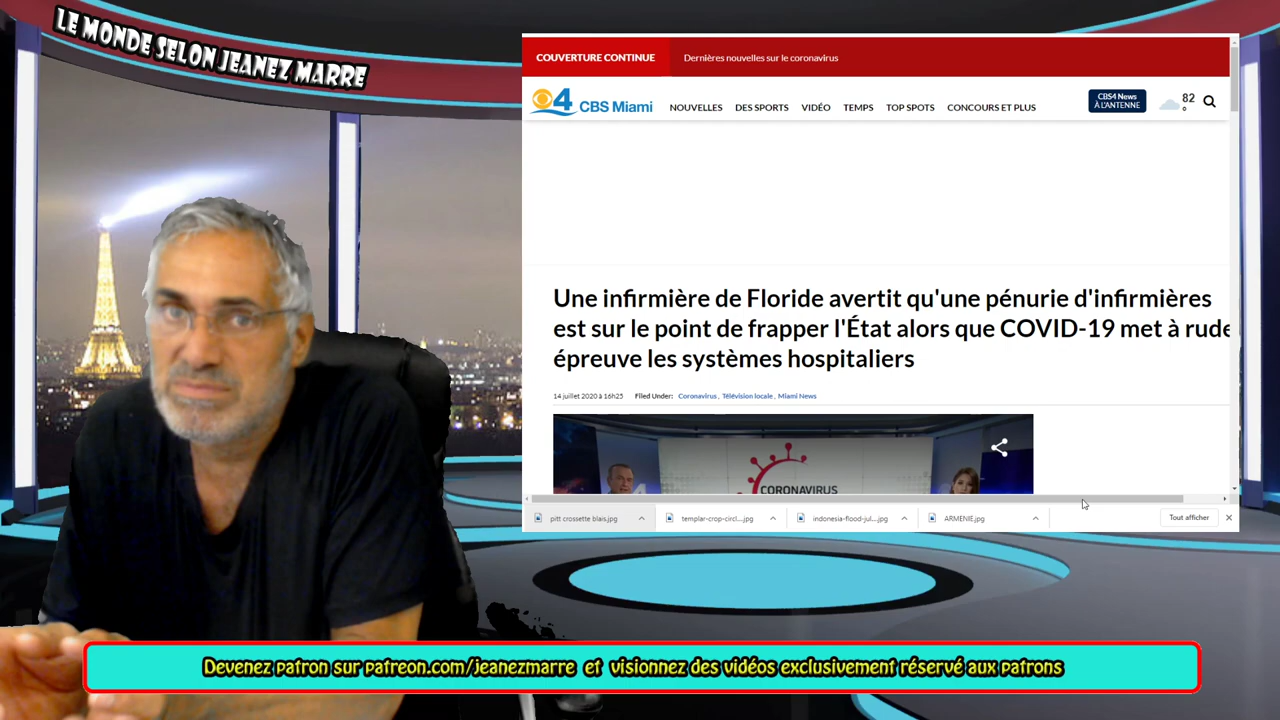 LE MONDE SELON JEANEZ MARRE
COUVERTURE CONTINUE
Dernières nouvelles sur le coronavirus
4 CBS Miami
NOUVELLES DES SPORTS VIDÉO TEMPS TOP SPOTS CONCOURS ET PLUS
CBS4 News
À L'ANTENNE
82
°
Une infirmière de Floride avertit qu'une pénurie d'infirmières
est sur le point de frapper l'État alors que COVID-19 met à rude
épreuve les systèmes hospitaliers
14 juillet 2020 à 16h25 Filed Under: Coronavirus, Télévision locale, Miami News
CORONAVIRUS
pitt crossette blais.jpg
templar-crop-circl....jpg
indonesia-flood-jul....jpg
ARMENIE.jpg
Tout afficher
Devenez patron sur patreon.com/jeanezmarre et visionnez des vidéos exclusivement réservé aux patrons